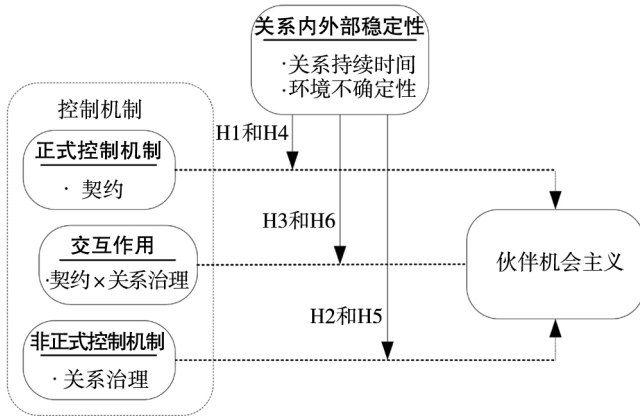 关系内外部稳定性
·关系持续时间
·环境不确定性
控制机制
H1和H4
正式控制机制
· 契约
H3和H6
交互作用
·契约×关系治理
伙伴机会主义
H2和H5
非正式控制机制
· 关系治理